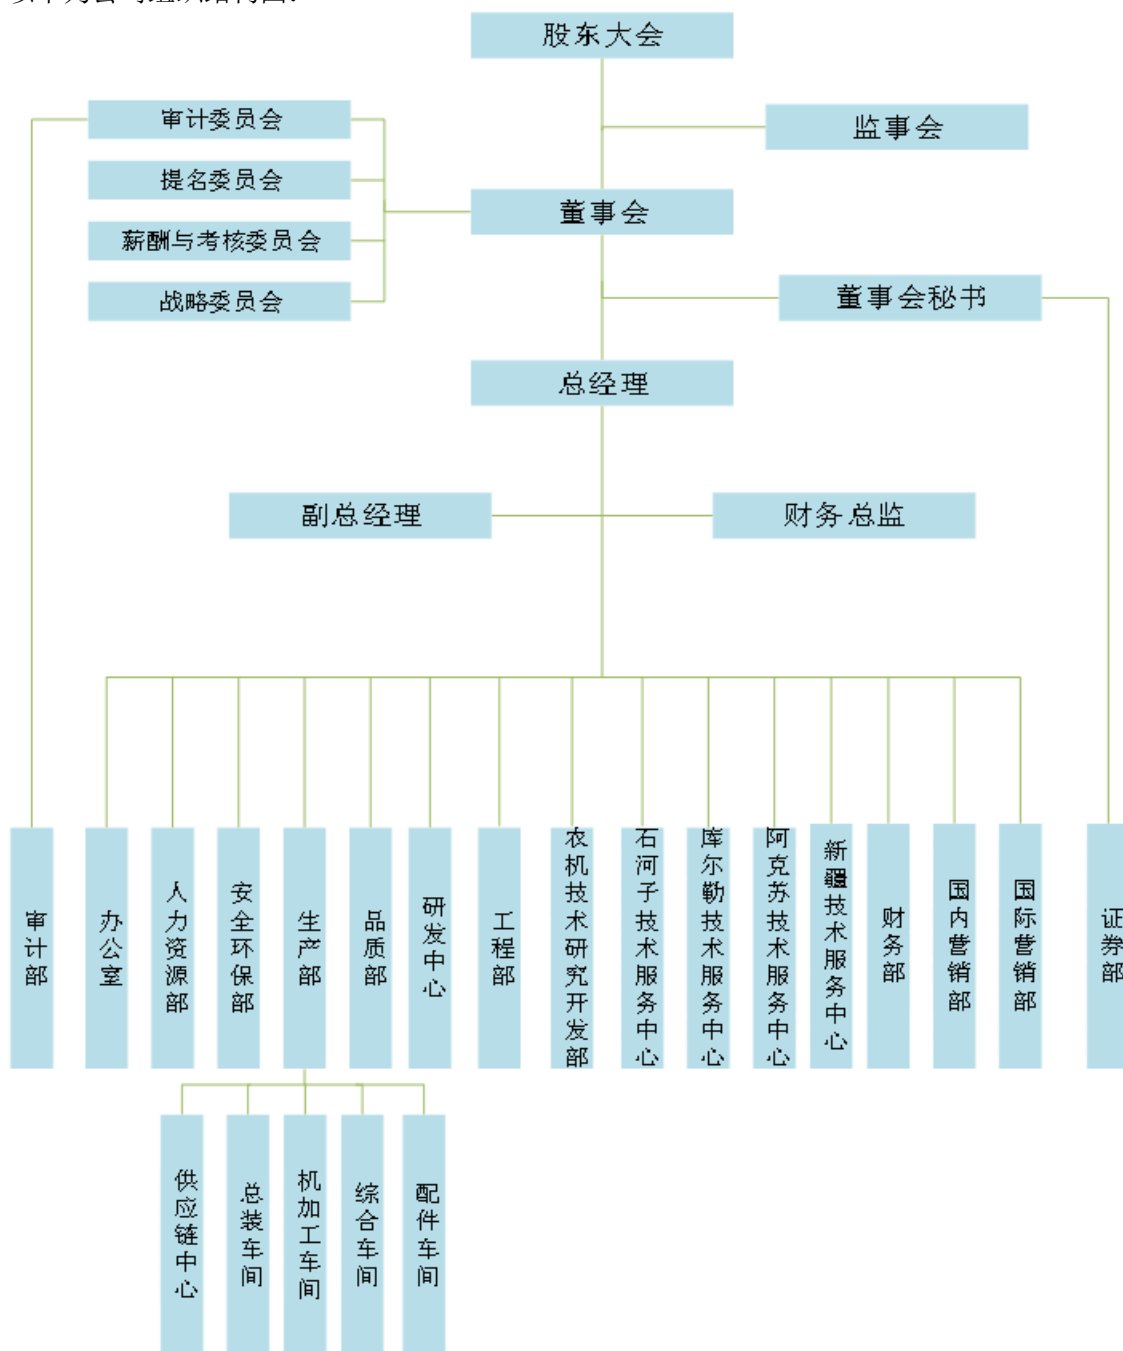 股东大会
审计委员会
监事会
提名委员会
董事会
薪酬与考核委员会
战略委员会
董事会秘书
总经理
副总经理
财务总监
审计部
办公室
人力资源部
安全环保部
生产部
品质部
研发中心
工程部
农机技术研究开发部
石河子技术服务中心
库尔勒技术服务中心
阿克苏技术服务中心
新疆技术服务中心
财务部
国内营销部
国际营销部
证券部
供应链中心
总装车间
机加工车间
综合车间
配件车间